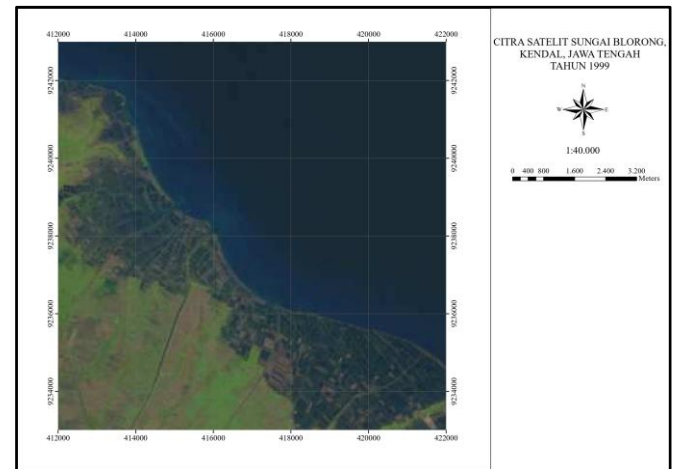 412000 414000 416000 418000 420000 422000
9242000 9242000
9240000 9240000
9238000 9238000
9236000 9236000
9234000 9234000
412000 414000 416000 418000 420000 422000
CITRA SATELIT SUNGAI BLORONG,
KENDAL, JAWA TENGAH
TAHUN 1999
N
W E
S
1:40.000
0 400 800 1.600 2.400 3.200
Meters